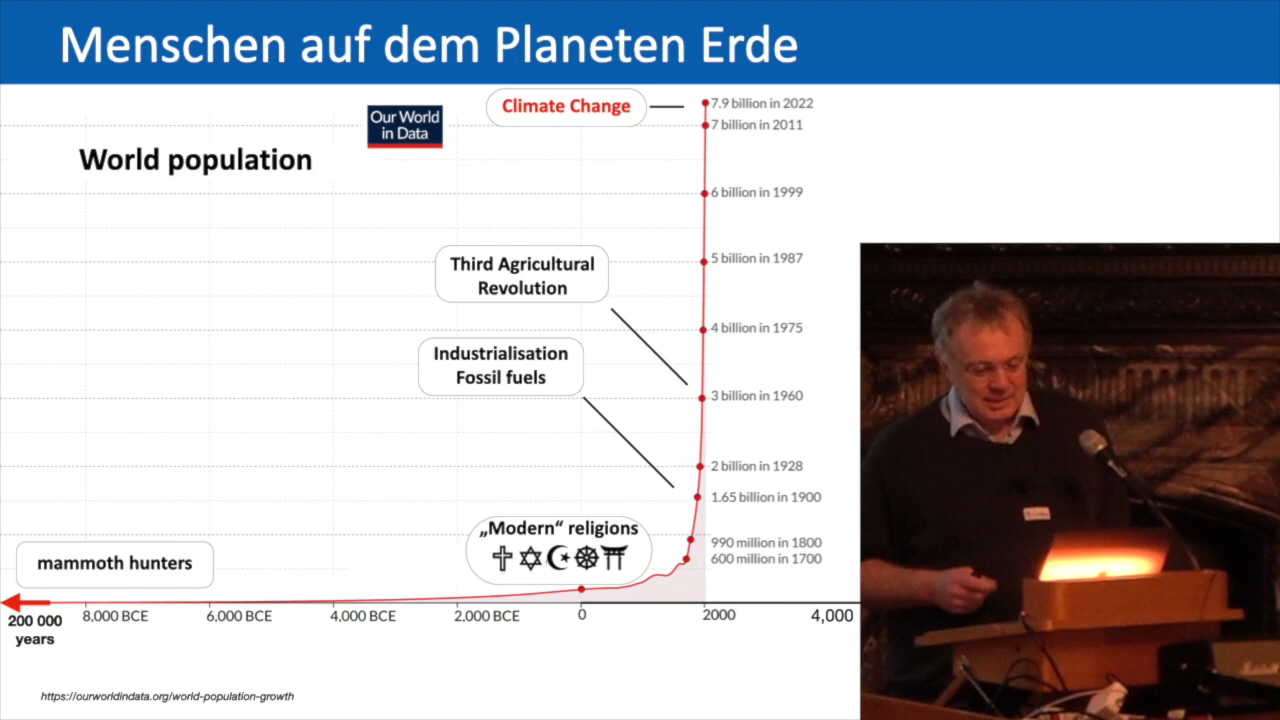 Menschen auf dem Planeten Erde
Climate Change
7.9 billion in 2022
Our World
in Data
7 billion in 2011
World population
6 billion in 1999
Third Agricultural
Revolution
5 billion in 1987
4 billion in 1975
Industrialisation
Fossil fuels
3 billion in 1960
2 billion in 1928
1.65 billion in 1900
„Modern“ religions
990 million in 1800
600 million in 1700
mammoth hunters
200 000
years
8,000 BCE
6,000 BCE
4,000 BCE
2,000 BCE
0
2000
4,000
https://ourworldindata.org/world-population-growth